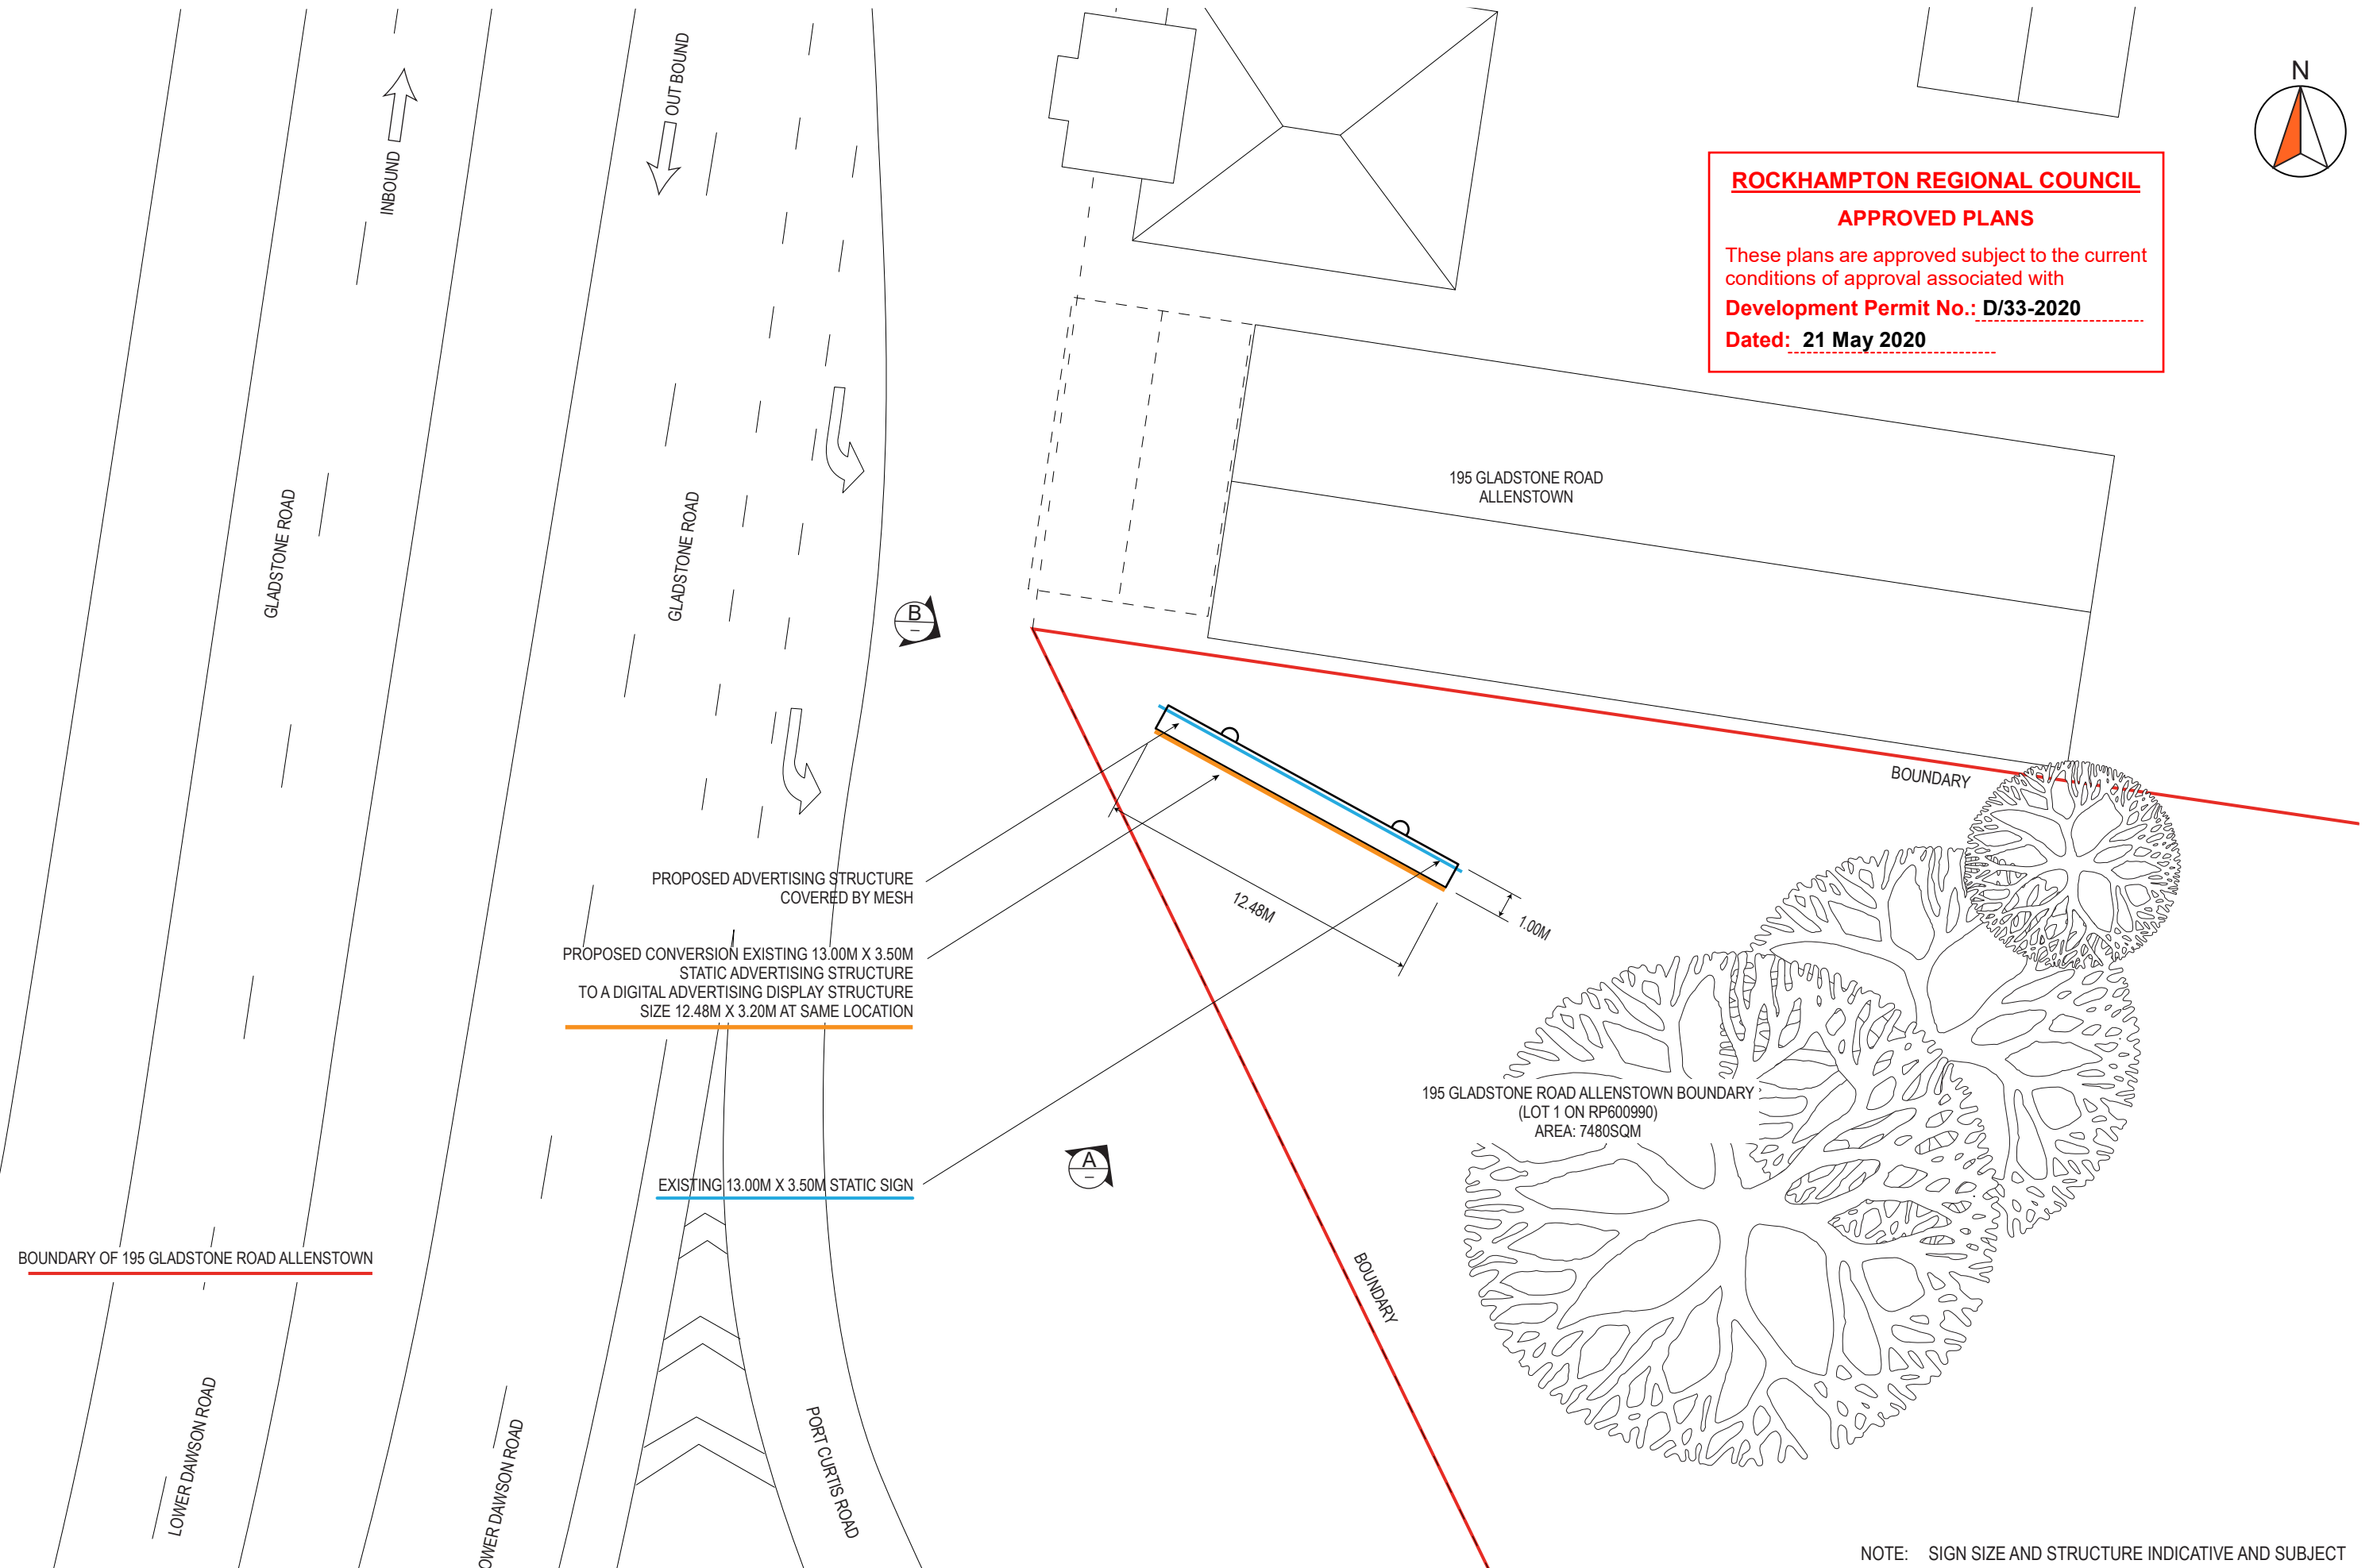 INBOUND
OUT BOUND
N
ROCKHAMPTON REGIONAL COUNCIL
APPROVED PLANS
These plans are approved subject to the current
conditions of approval associated with
Development Permit No.: D/33-2020
Dated: 21 May 2020
GLADSTONE ROAD
GLADSTONE ROAD
195 GLADSTONE ROAD
ALLENSTOWN
B
–
BOUNDARY
PROPOSED ADVERTISING STRUCTURE
COVERED BY MESH
12.48M
1.00M
PROPOSED CONVERSION EXISTING 13.00M X 3.50M
STATIC ADVERTISING STRUCTURE
TO A DIGITAL ADVERTISING DISPLAY STRUCTURE
SIZE 12.48M X 3.20M AT SAME LOCATION
195 GLADSTONE ROAD ALLENSTOWN BOUNDARY
(LOT 1 ON RP600990)
AREA: 7480SQM
A
–
EXISTING 13.00M X 3.50M STATIC SIGN
BOUNDARY OF 195 GLADSTONE ROAD ALLENSTOWN
BOUNDARY
LOWER DAWSON ROAD
OWER DAWSON ROAD
PORT CURTIS ROAD
NOTE: SIGN SIZE AND STRUCTURE INDICATIVE AND SUBJECT